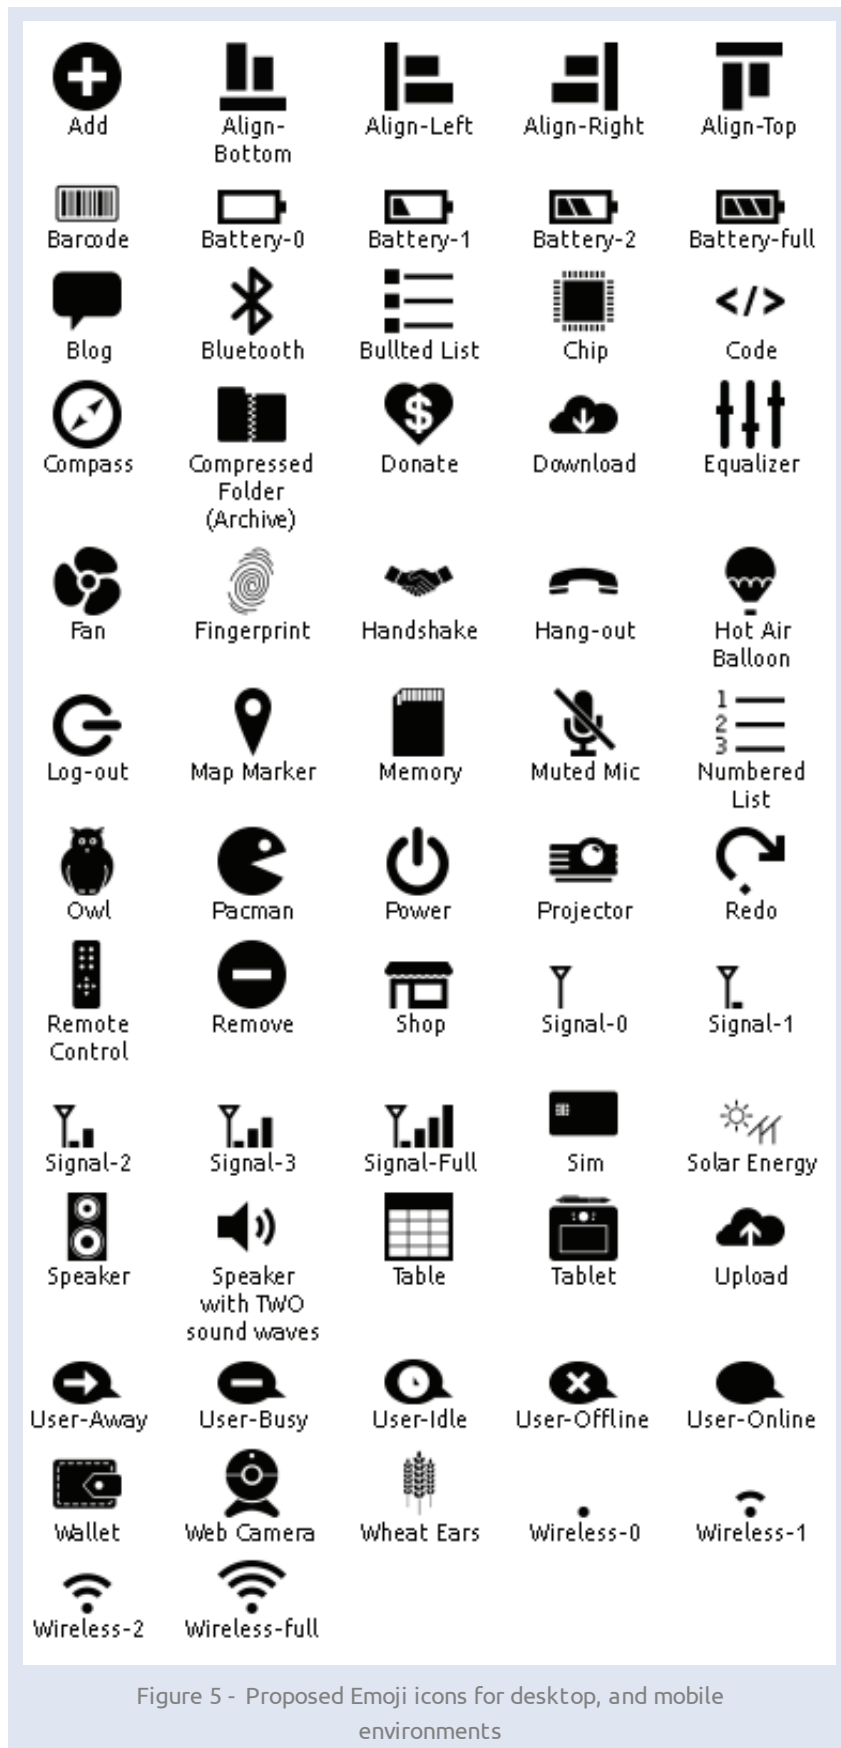 Add Align- Align-Left Align-Right Align-Top
Bottom
Barcode Battery-0 Battery-1 Battery-2 Battery-full
Blog Bluetooth Bullted List Chip </> Code
Compass Compressed Donate Download Equalizer
Folder
(Archive)
Fan Fingerprint Handshake Hang-out Hot Air
Balloon
1
2
3
Log-out Map Marker Memory Muted Mic Numbered
List
Owl Pacman Power Projector Redo
Remote Remove Shop Signal-0 Signal-1
Control
Signal-2 Signal-3 Signal-Full Sim Solar Energy
Speaker Speaker Table Tablet Upload
with TWO
sound waves
User-Away User-Busy User-Idle User-Offline User-Online
Wallet Web Camera Wheat Ears Wireless-0 Wireless-1
Wireless-2 Wireless-full
Figure 5 - Proposed Emoji icons for desktop, and mobile
environments